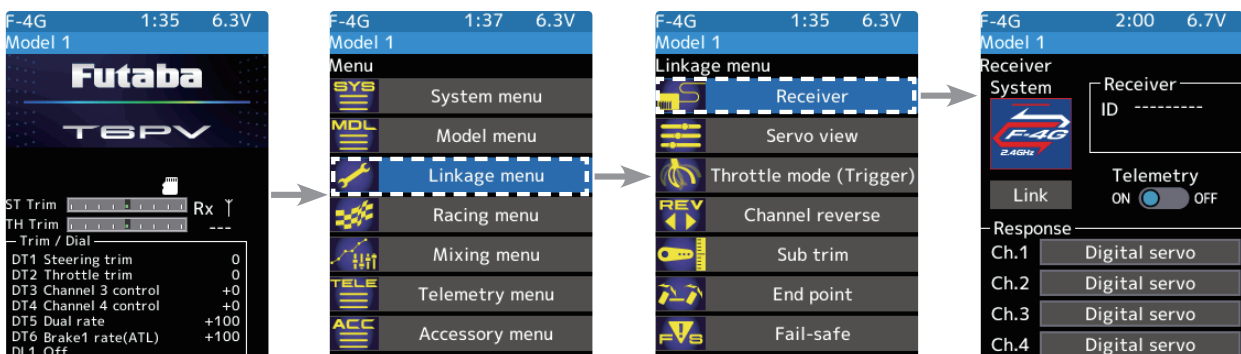 F-4G 1:35 6.3V
Model 1
Futaba
T6PV
ST Trim Rx
TH Trim ---
Trim / Dial
DT1 Steering trim 0
DT2 Throttle trim 0
DT3 Channel 3 control +0
DT4 Channel 4 control +0
DT5 Dual rate +100
DT6 Brake1 rate(ATL) +100
DL1 Off
F-4G 1:37 6.3V
Model 1
Menu
SYS System menu
MDL Model menu
Linkage menu
Racing menu
Mixing menu
TELE Telemetry menu
ACC Accessory menu
F-4G 1:35 6.3V
Model 1
Linkage menu
Receiver
Servo view
Throttle mode (Trigger)
REV Channel reverse
Sub trim
End point
F/S Fail-safe
F-4G 2:00 6.7V
Model 1
Receiver
System Receiver
ID ---------
F-4G
2.4GHz
Telemetry
Link ON OFF
Response
Ch.1 Digital servo
Ch.2 Digital servo
Ch.3 Digital servo
Ch.4 Digital servo